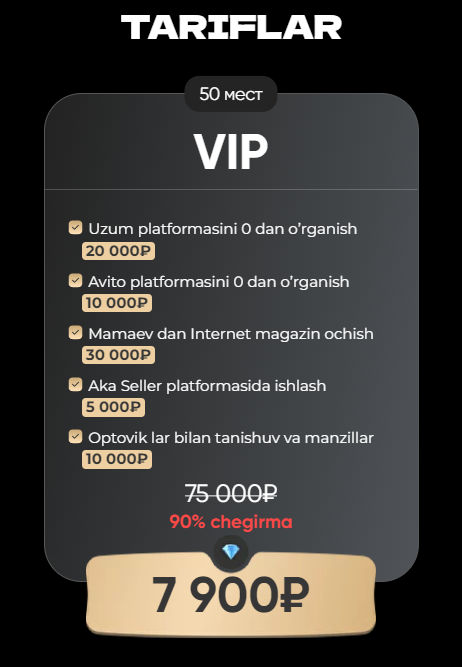 TARIFLAR
50 мест
VIP
Uzum platformasini 0 dan o’rganish
20 000₽
Avito platformasini 0 dan o’rganish
10 000₽
Mamaev dan Internet magazin ochish
30 000₽
Aka Seller platformasida ishlash
5 000₽
Optovik lar bilan tanishuv va manzillar
10 000₽
75 000₽
90% chegirma
7 900₽